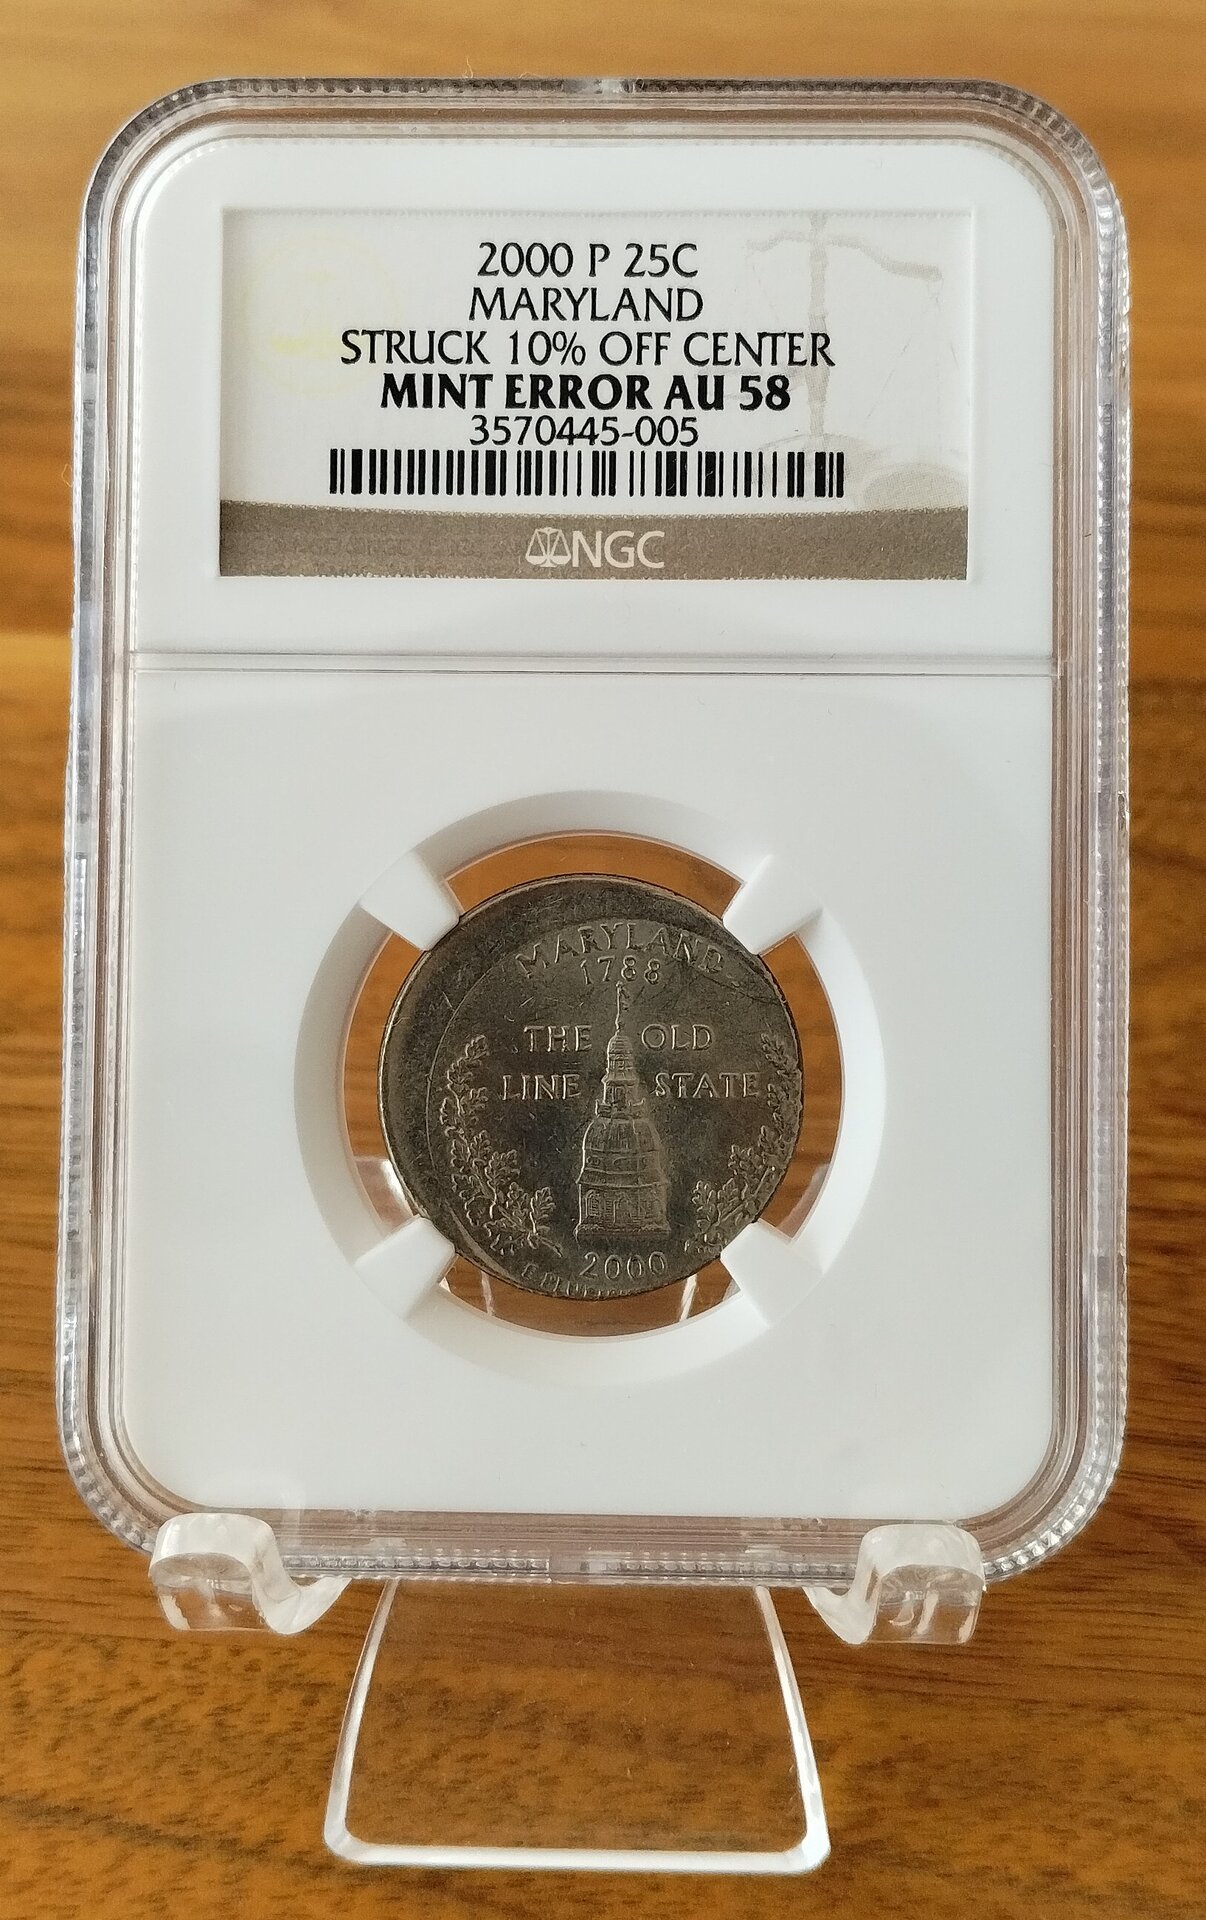 2000 P 25C
MARYLAND
STRUCK 10% OFF CENTER
MINT ERROR AU 58
3570445-005
NGC
MARYLAND
1788
THE OLD
LINE STATE
2000
E PLURIBUS